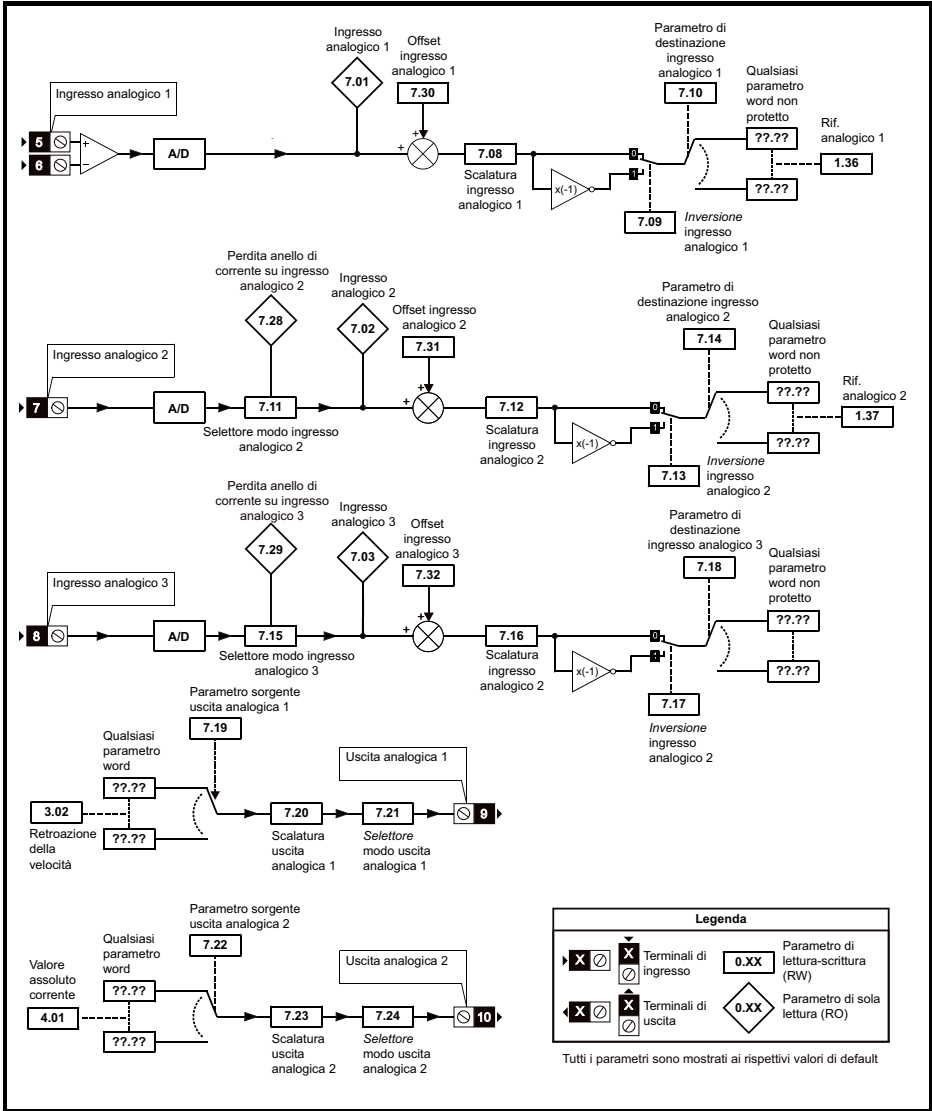 Ingresso
analogico 1
7.01
Offset
ingresso
analogico 1
7.30
Parametro di
destinazione
ingresso
analogico 1
7.10
Qualsiasi
parametro
word non
protetto
??.??
??.??
Rif.
analogico 1
1.36
Ingresso analogico 1
5
6
+
−
A/D
+
+
7.08
Scalatura
ingresso
analogico 1
x(-1)
0
1
7.09
Inversione
ingresso
analogico 1
Perdita anello di
corrente su ingresso
analogico 2
7.28
Ingresso
analogico 2
7.02
Offset ingresso
analogico 2
7.31
Parametro di
destinazione ingresso
analogico 2
7.14
Qualsiasi
parametro
word non
protetto
??.??
??.??
Rif.
analogico 2
1.37
Ingresso analogico 2
7
A/D
7.11
Selettore modo ingresso
analogico 2
+
+
7.12
Scalatura
ingresso
analogico 2
x(-1)
0
1
7.13
Inversione
ingresso
analogico 2
Perdita anello di
corrente su ingresso
analogico 3
7.29
Ingresso
analogico 3
7.03
Offset
ingresso
analogico 3
7.32
Parametro di
destinazione
ingresso analogico 3
7.18
Qualsiasi
parametro
word non
protetto
??.??
??.??
Ingresso analogico 3
8
A/D
7.15
Selettore modo ingresso
analogico 3
+
+
7.16
Scalatura
ingresso
analogico 2
x(-1)
0
1
7.17
Inversione
ingresso
analogico 2
Parametro sorgente
uscita analogica 1
7.19
Qualsiasi
parametro
word
??.??
??.??
3.02
Retroazione
della
velocità
7.20
Scalatura
uscita
analogica 1
7.21
Selettore
modo uscita
analogica 1
Uscita analogica 1
9
Parametro sorgente
uscita analogica 2
7.22
Qualsiasi
parametro
word
??.??
??.??
Valore
assoluto
corrente
4.01
7.23
Scalatura
uscita
analogica 2
7.24
Selettore
modo uscita
analogica 2
Uscita analogica 2
10
Legenda
X
X
Terminali di
ingresso
0.XX
Parametro di
lettura-scrittura
(RW)
X
X
Terminali di
uscita
0.XX
Parametro di sola
lettura (RO)
Tutti i parametri sono mostrati ai rispettivi valori di default